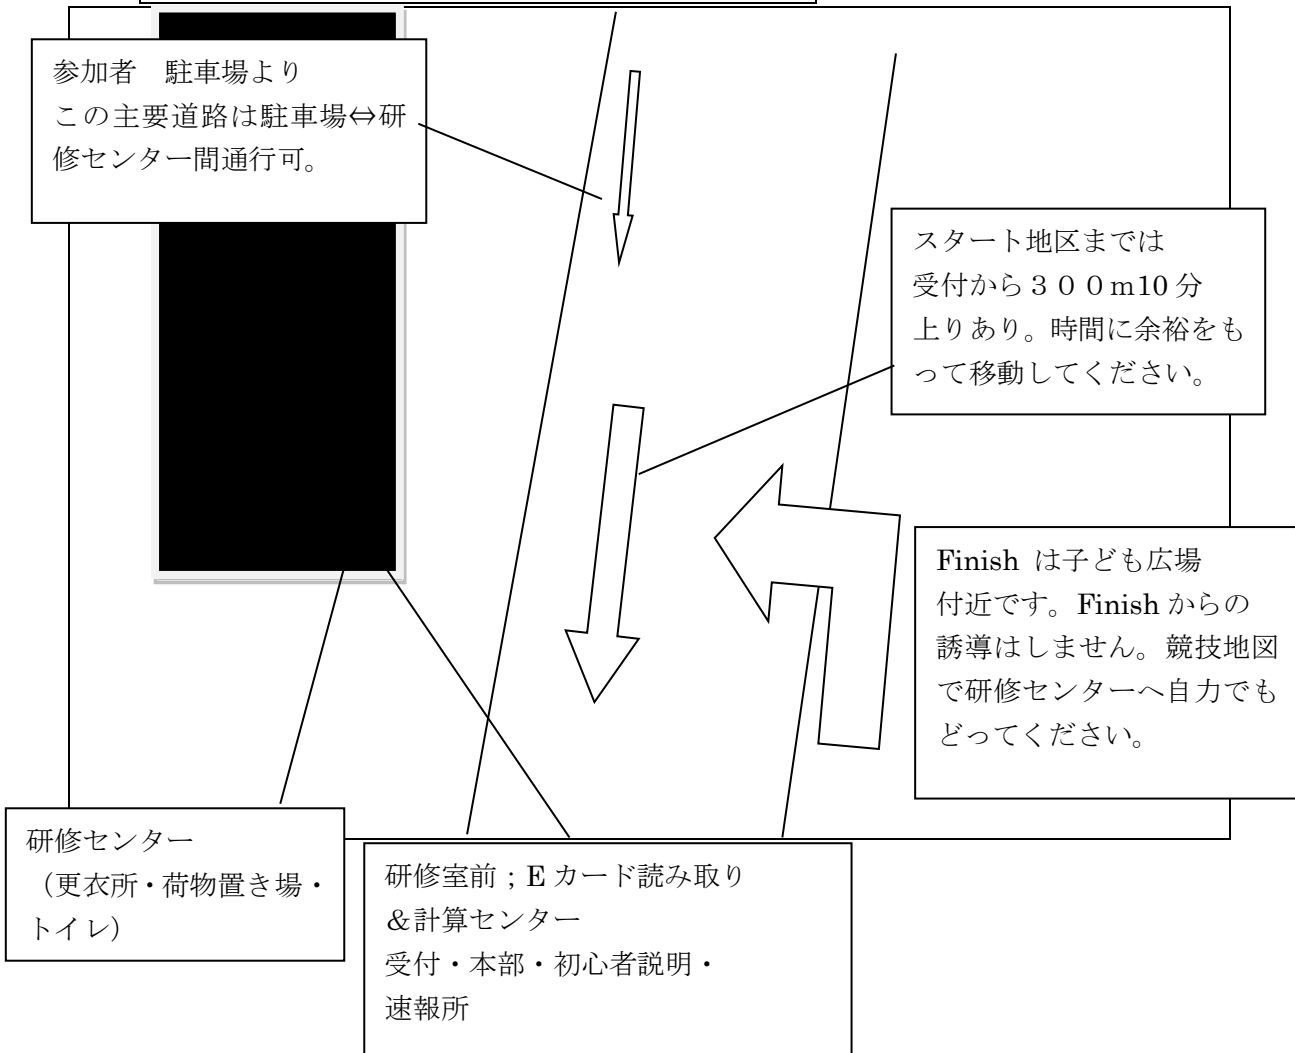 参加者　駐車場より
この主要道路は駐車場⇔研
修センター間通行可。
スタート地区までは
受付から３００ｍ10 分
上りあり。時間に余裕をも
って移動してください。
Finish は子ども広場
付近です。Finish からの
誘導はしません。競技地図
で研修センターへ自力でも
どってください。
研修センター
（更衣所・荷物置き場・
トイレ）
研修室前；E カード読み取り
＆計算センター
受付・本部・初心者説明・
速報所